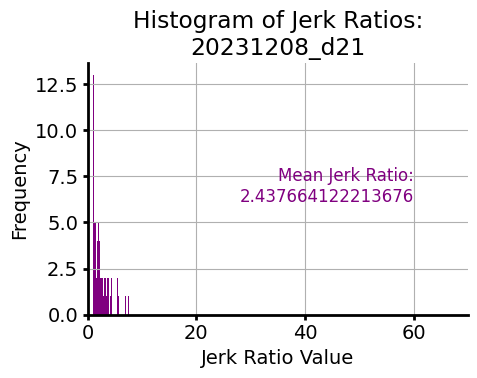 Histogram of Jerk Ratios:
20231208_d21
Frequency
12.5
10.0
7.5
5.0
2.5
0.0
Mean Jerk Ratio:
2.437664122213676
0
20
40
60
Jerk Ratio Value